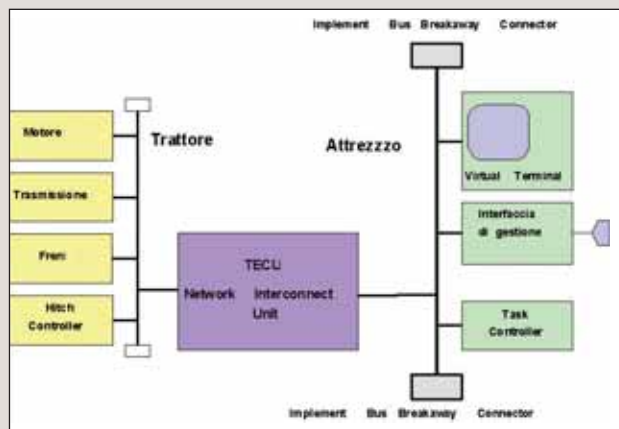 Implement Bus Breakaway Connector
Trattore
Attrezzzo
Motore
Trasmissione
Freni
Hitch
Controller
TECU
Network Interconnect
Unit
Virtual Terminal
Interfaccia
di gestione
Task
Controller
Implement Bus Breakaway Connector